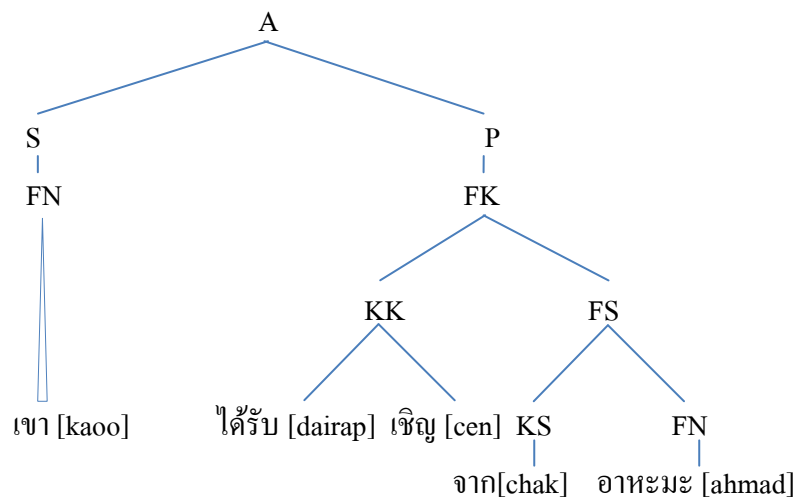 A
S P
FN FK
KK FS
เขา [kaoo] ได้รับ [dairap] เชิญ [cen] KS FN
จาก[chak] อาหะมะ [ahmad]